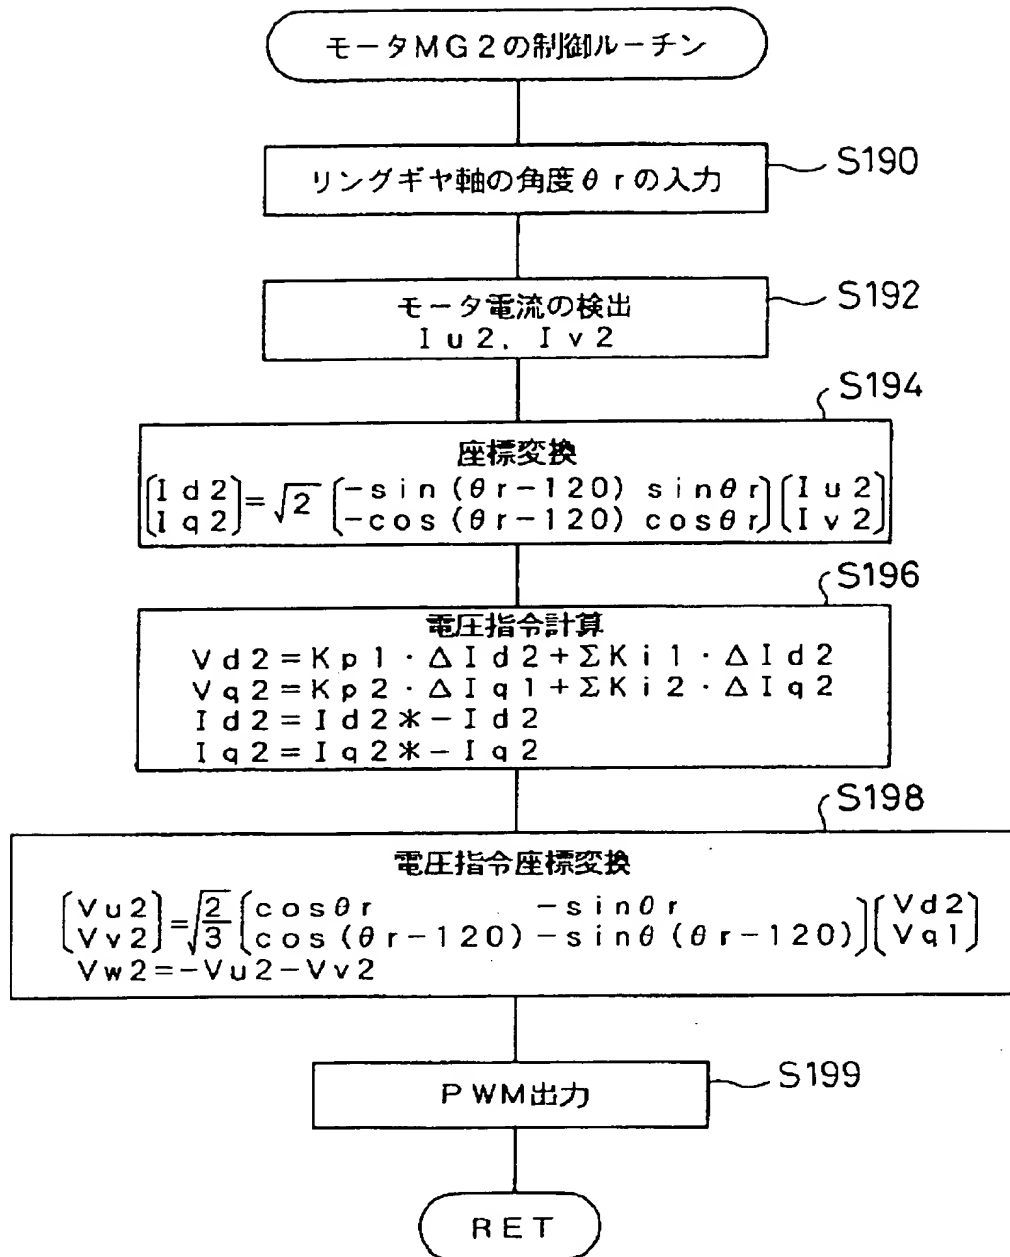 モータMG2の制御ルーチン
リングギヤ軸の角度θrの入力
S190
モータ電流の検出
Iu2, Iv2
S192
S194
座標変換
[Id2] = √2 [-sin(θr-120) sinθr] [Iu2]
[Iq2] [-cos(θr-120) cosθr] [Iv2]
S196
電圧指令計算
Vd2=Kp1・ΔId2+ΣKi1・ΔId2
Vq2=Kp2・ΔIq1+ΣKi2・ΔIq2
Id2=Id2*-Id2
Iq2=Iq2*-Iq2
S198
電圧指令座標変換
[Vu2] = √2/3 [cosθr -sinθr] [Vd2]
[Vv2] [cos(θr-120) -sinθ(θr-120)] [Vq1]
Vw2=-Vu2-Vv2
PWM出力
S199
RET